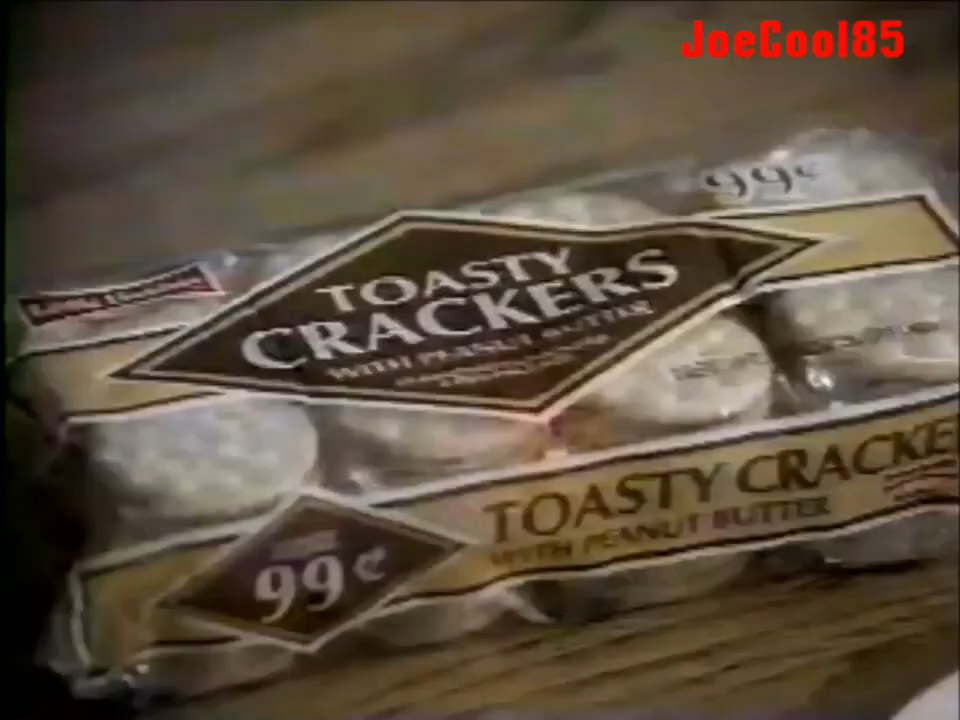 JoeCool85
99¢
TOASTY
CRACKERS
WITH PEANUT BUTTER
TOASTY CRACKE
WITH PEANUT BUTTER
99¢